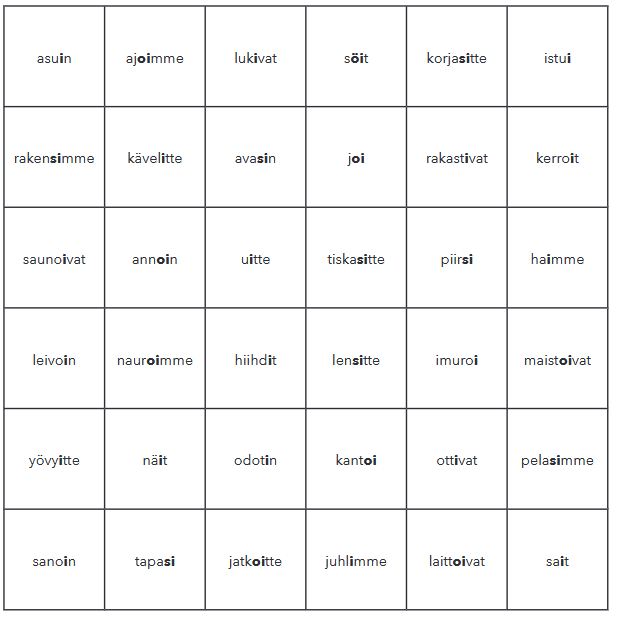 asuin ajoimme lukivat söit korjasitte istui
rakensimme kävelitte avasin joi rakastivat kerroit
saunoivat annoin uitte tiskasitte piirsi haimme
leivoin nauroimme hiihdit lensitte imuroi maistoivat
yövyitte näit odotin kantoi ottivat pelasimme
sanoin tapasi jatkoitte juhlimme laittoivat sait